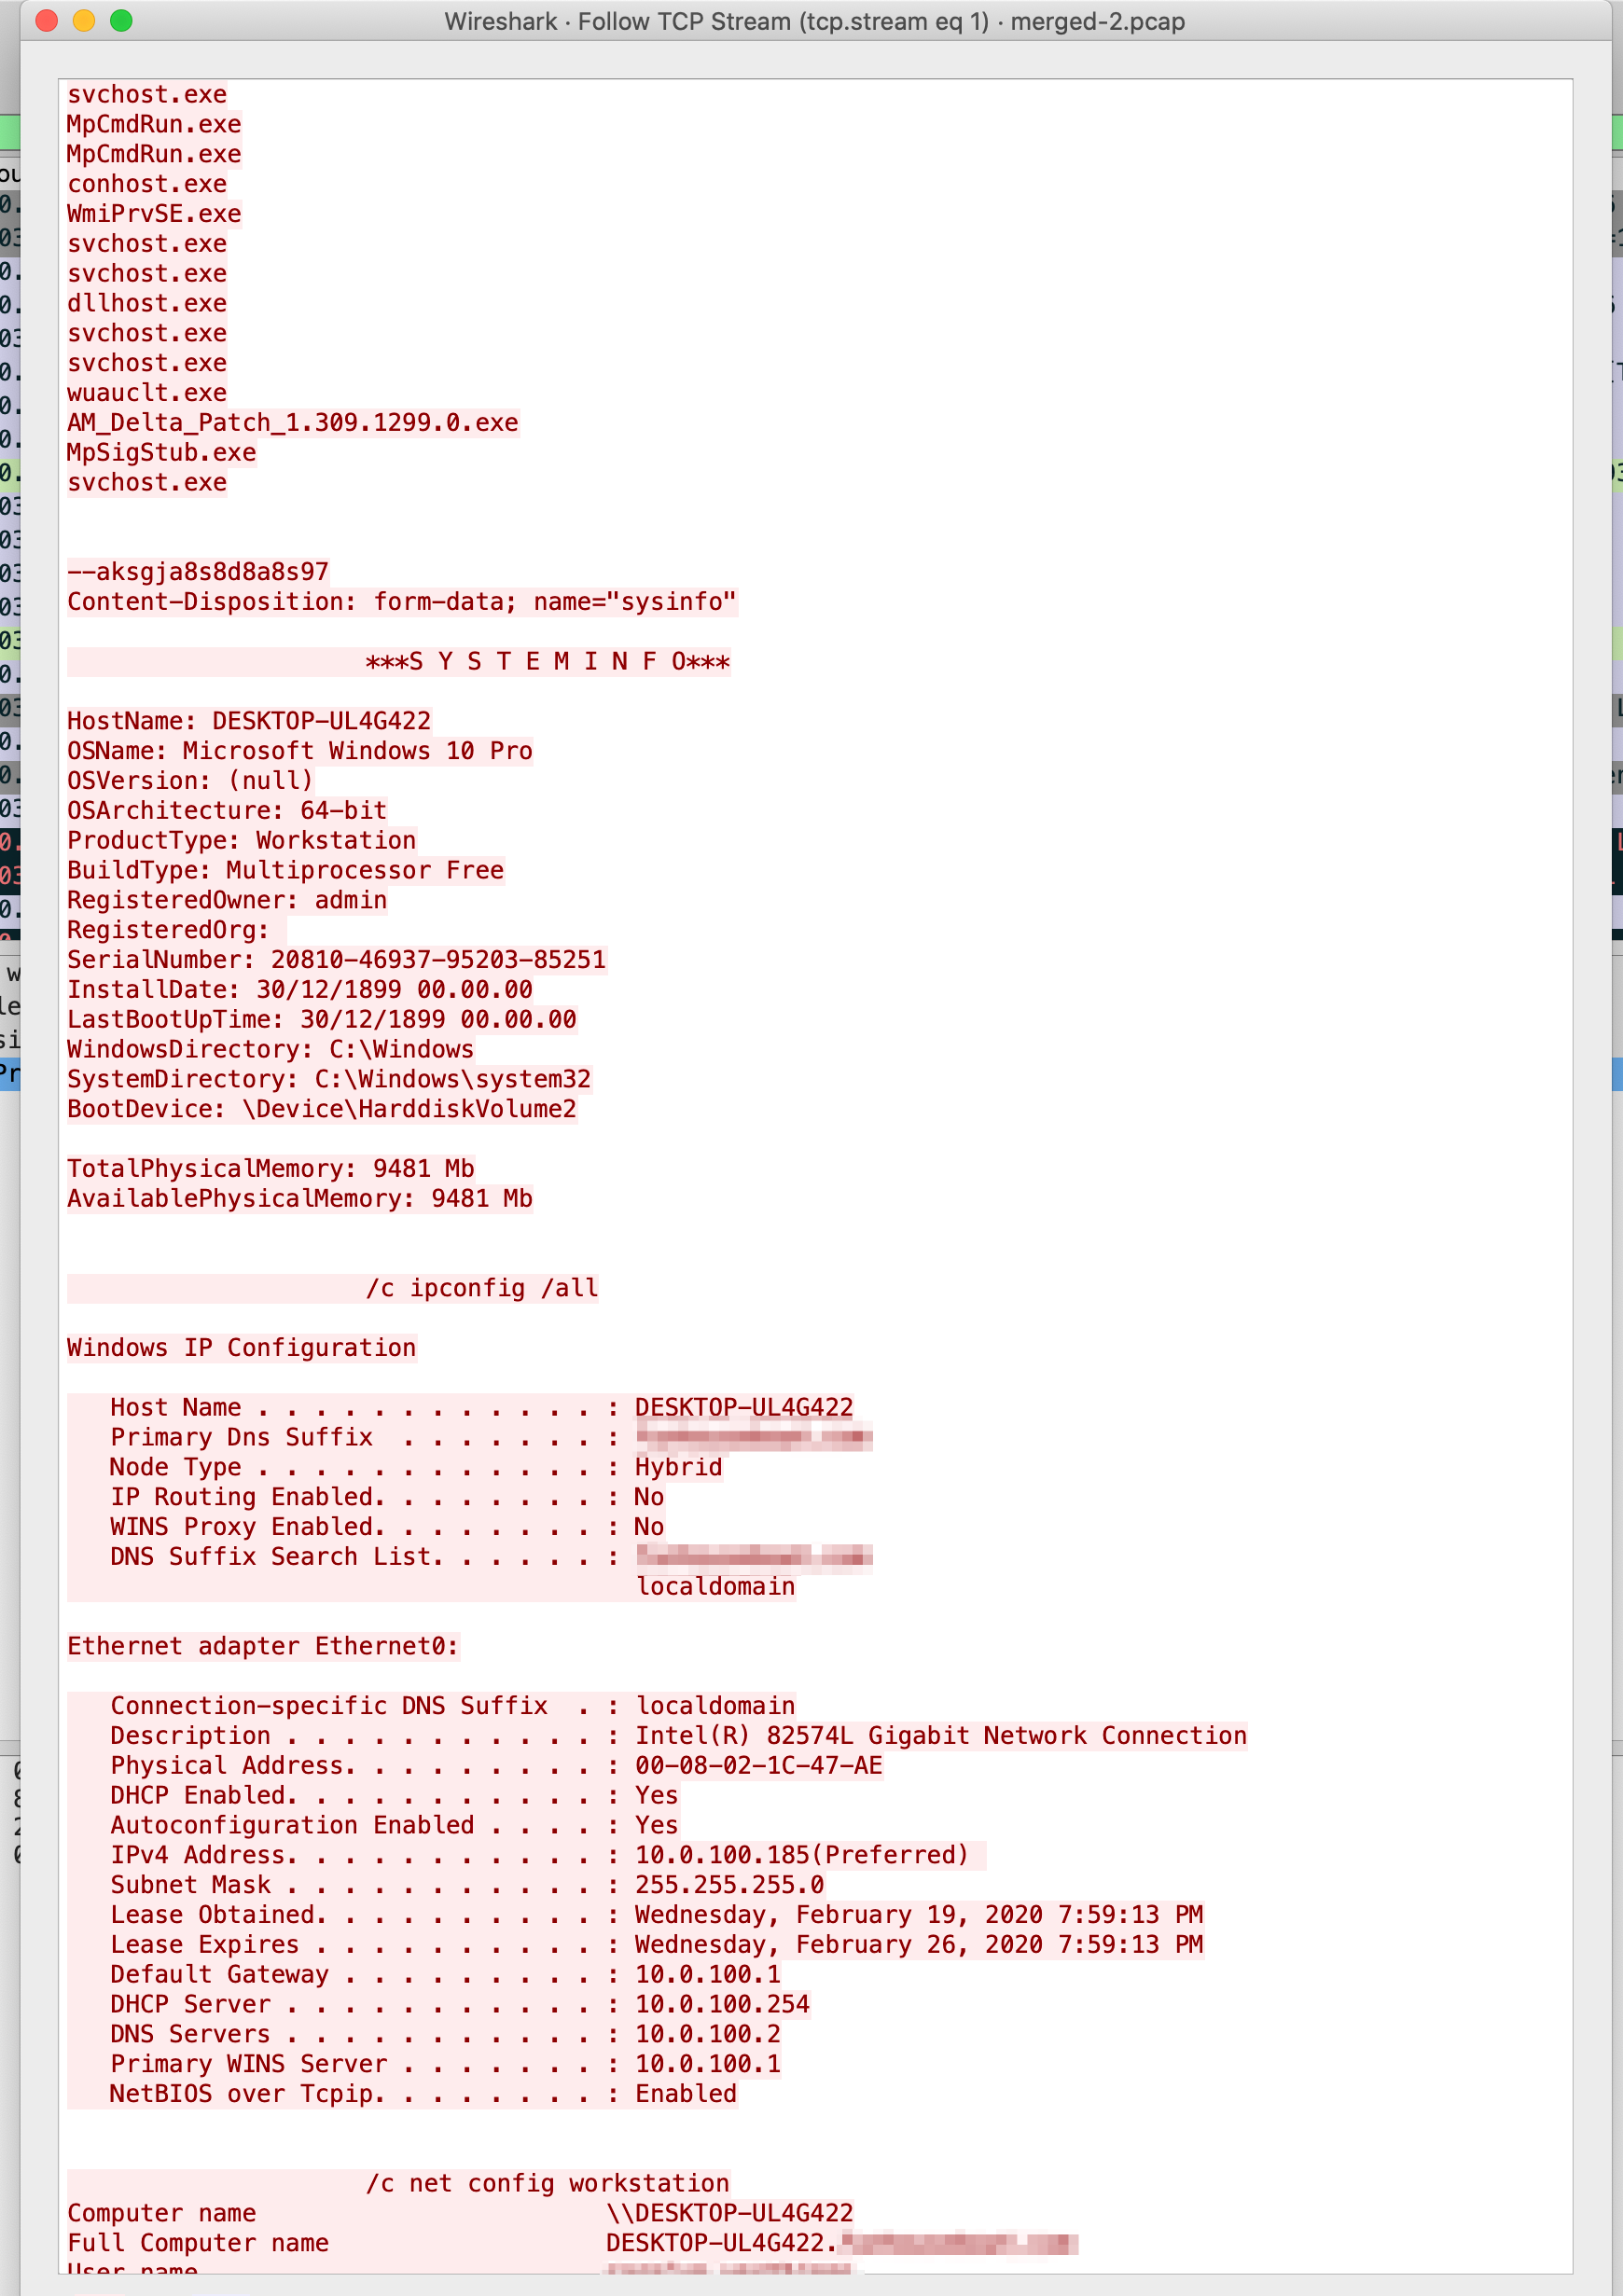 Wireshark · Follow TCP Stream (tcp.stream eq 1) · merged-2.pcap
svchost.exe
MpCmdRun.exe
MpCmdRun.exe
conhost.exe
WmiPrvSE.exe
svchost.exe
svchost.exe
dllhost.exe
svchost.exe
svchost.exe
wuauclt.exe
AM_Delta_Patch_1.309.1299.0.exe
MpSigStub.exe
svchost.exe
--aksgja8s8d8a8s97
Content-Disposition: form-data; name="sysinfo"
***S Y S T E M I N F O***
HostName: DESKTOP-UL4G422
OSName: Microsoft Windows 10 Pro
OSVersion: (null)
OSArchitecture: 64-bit
ProductType: Workstation
BuildType: Multiprocessor Free
RegisteredOwner: admin
RegisteredOrg:
SerialNumber: 20810-46937-95203-85251
InstallDate: 30/12/1899 00.00.00
LastBootUpTime: 30/12/1899 00.00.00
WindowsDirectory: C:\Windows
SystemDirectory: C:\Windows\system32
BootDevice: \Device\HarddiskVolume2
TotalPhysicalMemory: 9481 Mb
AvailablePhysicalMemory: 9481 Mb
/c ipconfig /all
Windows IP Configuration
Host Name . . . . . . . . . . . . : DESKTOP-UL4G422
Primary Dns Suffix  . . . . . . . :
Node Type . . . . . . . . . . . . : Hybrid
IP Routing Enabled. . . . . . . . : No
WINS Proxy Enabled. . . . . . . . : No
DNS Suffix Search List. . . . . . :
localdomain
Ethernet adapter Ethernet0:
Connection-specific DNS Suffix  . : localdomain
Description . . . . . . . . . . . : Intel(R) 82574L Gigabit Network Connection
Physical Address. . . . . . . . . : 00-08-02-1C-47-AE
DHCP Enabled. . . . . . . . . . . : Yes
Autoconfiguration Enabled . . . . : Yes
IPv4 Address. . . . . . . . . . . : 10.0.100.185(Preferred)
Subnet Mask . . . . . . . . . . . : 255.255.255.0
Lease Obtained. . . . . . . . . . : Wednesday, February 19, 2020 7:59:13 PM
Lease Expires . . . . . . . . . . : Wednesday, February 26, 2020 7:59:13 PM
Default Gateway . . . . . . . . . : 10.0.100.1
DHCP Server . . . . . . . . . . . : 10.0.100.254
DNS Servers . . . . . . . . . . . : 10.0.100.2
Primary WINS Server . . . . . . . : 10.0.100.1
NetBIOS over Tcpip. . . . . . . . : Enabled
/c net config workstation
Computer name                        \\DESKTOP-UL4G422
Full Computer name                   DESKTOP-UL4G422.
User name